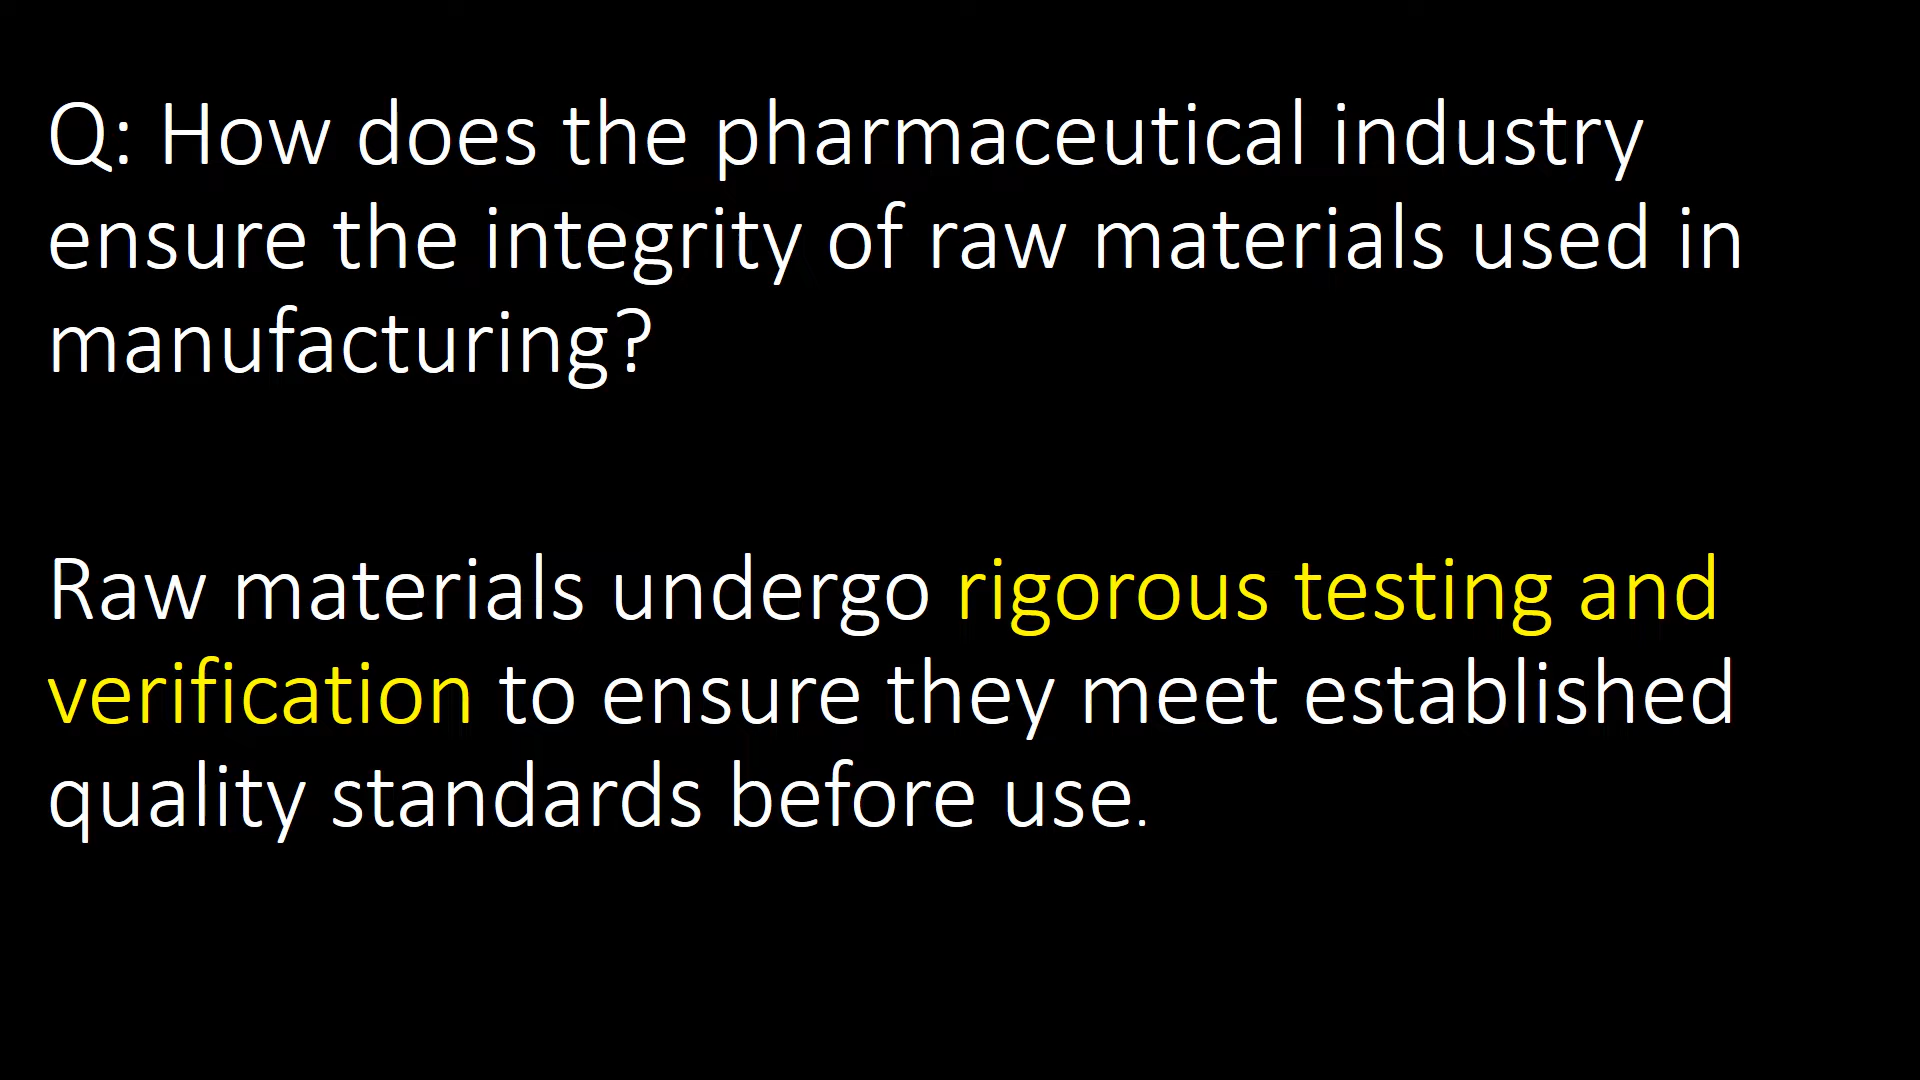 Q: How does the pharmaceutical industry
ensure the integrity of raw materials used in
manufacturing?
Raw materials undergo rigorous testing and
verification to ensure they meet established
quality standards before use.